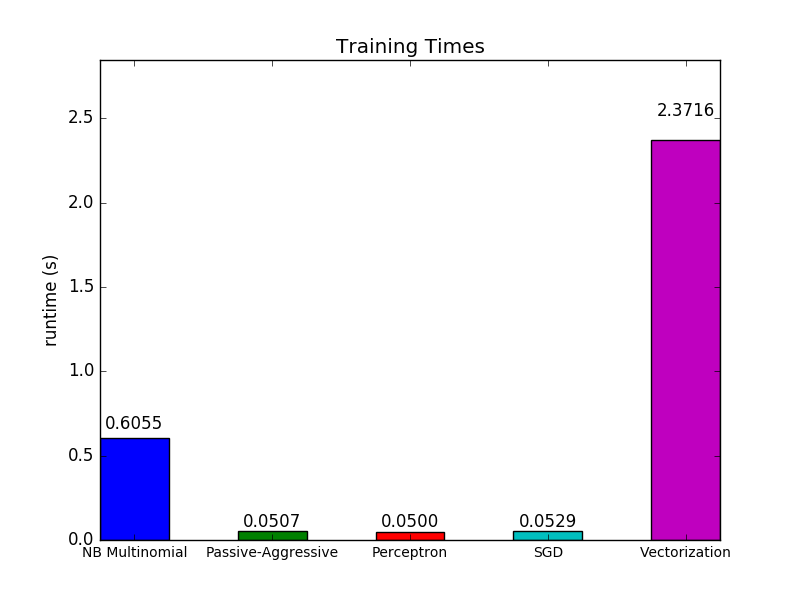 Training Times
2.5
2.0
1.5
1.0
0.5
0.0
runtime (s)
0.6055
0.0507
0.0500
0.0529
2.3716
NB Multinomial
Passive-Aggressive
Perceptron
SGD
Vectorization